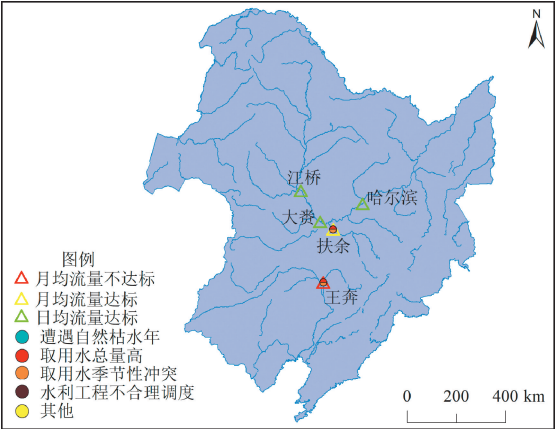 N
江桥
哈尔滨
大赉
扶余
王奔
图例
月均流量不达标
月均流量达标
日均流量达标
遭遇自然枯水年
取用水总量高
取用水季节性冲突
水利工程不合理调度
其他
0 200 400 km